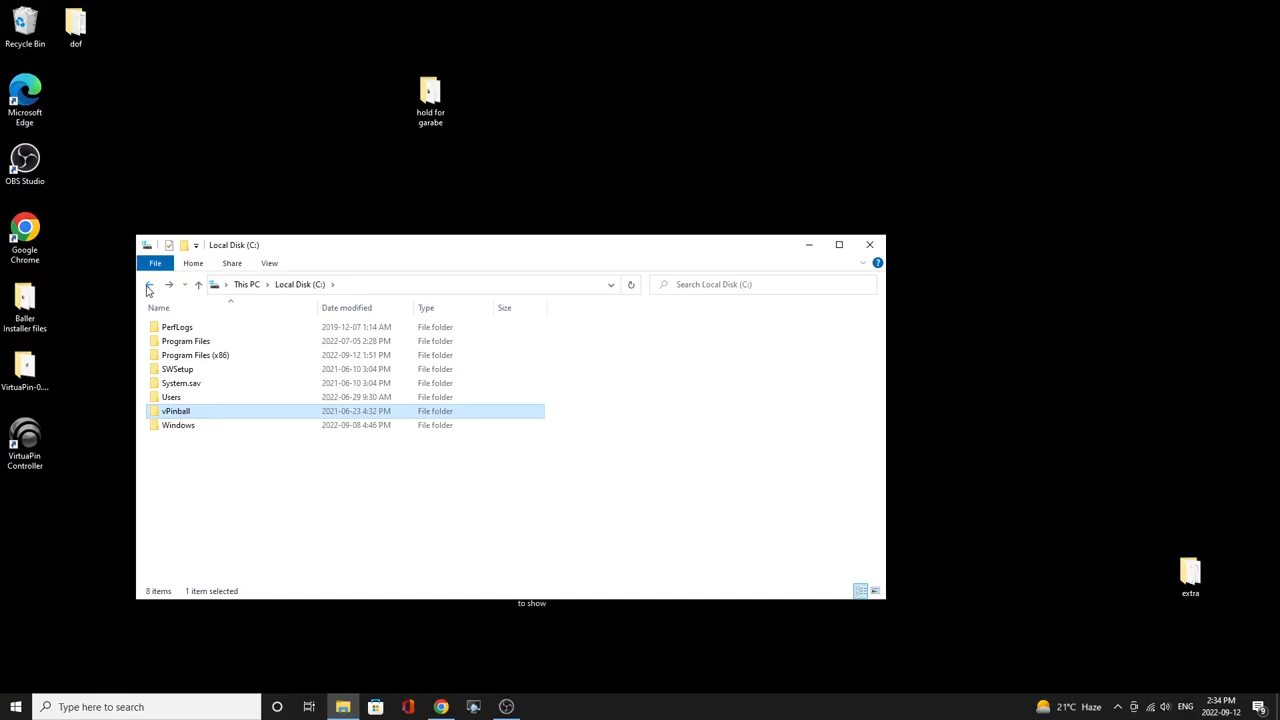 Recycle Bin
dof
hold for
garabe
Microsoft
Edge
OBS Studio
Google
Chrome
Baller
Installer files
VirtuaPin-0....
VirtuaPin
Controller
Local Disk (C:)
File Home Share View
This PC Local Disk (C:)
Search Local Disk (C:)
Name Date modified Type Size
PerfLogs 2019-12-07 1:14 AM File folder
Program Files 2022-07-05 2:28 PM File folder
Program Files (x86) 2022-09-12 1:51 PM File folder
SWSetup 2021-06-10 3:04 PM File folder
System.sav 2021-06-10 3:04 PM File folder
Users 2022-06-29 9:30 AM File folder
vPinball 2021-06-23 4:32 PM File folder
Windows 2022-09-08 4:46 PM File folder
8 items 1 item selected
to show
extra
Type here to search
21°C Haze
ENG
2:34 PM
2022-09-12